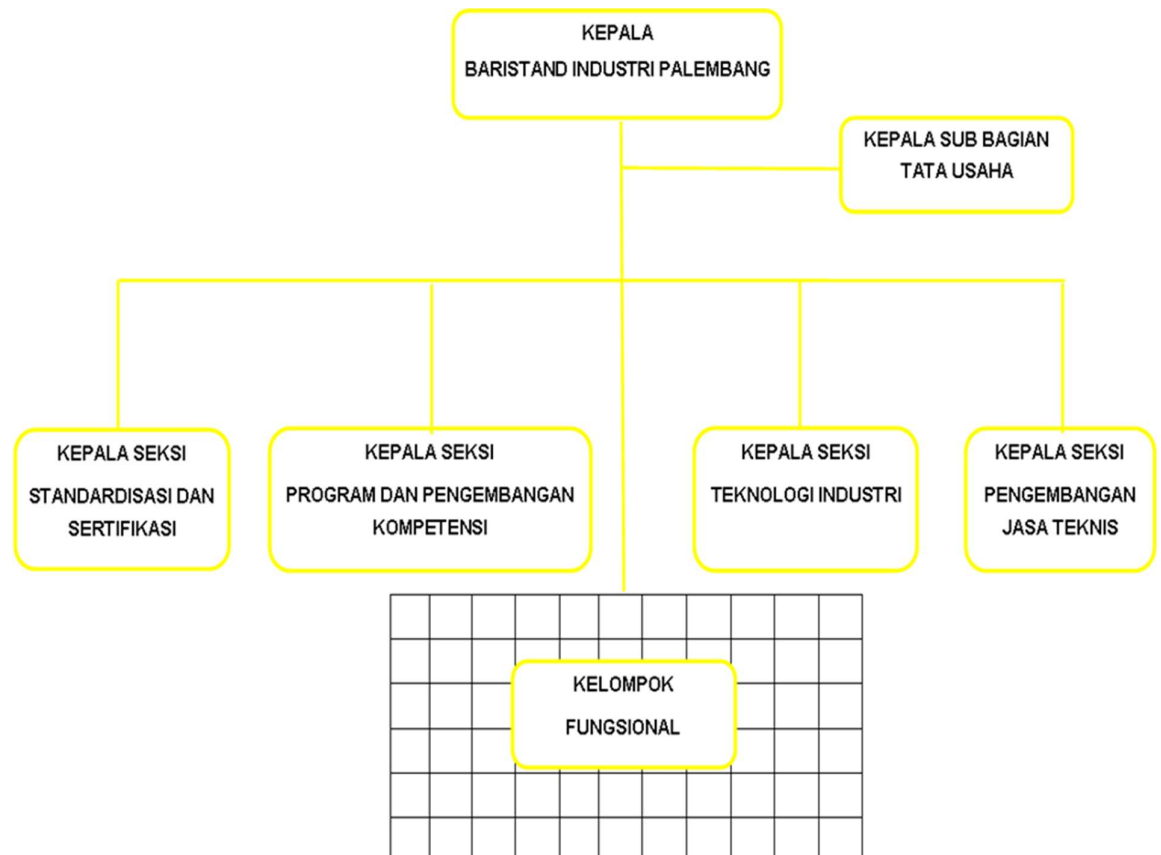 KEPALA
BARISTAND INDUSTRI PALEMBANG
KEPALA SUB BAGIAN
TATA USAHA
KEPALA SEKSI
STANDARDISASI DAN
SERTIFIKASI
KEPALA SEKSI
PROGRAM DAN PENGEMBANGAN
KOMPETENSI
KEPALA SEKSI
TEKNOLOGI INDUSTRI
KEPALA SEKSI
PENGEMBANGAN
JASA TEKNIS
KELOMPOK
FUNGSIONAL